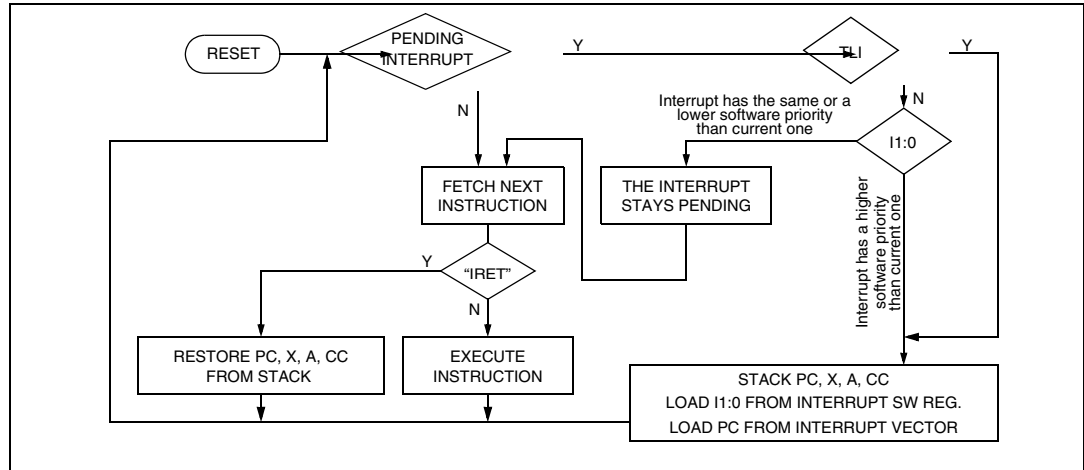 RESET
PENDING
INTERRUPT
Y
TLI
Y
N
N
Interrupt has the same or a
lower software priority
than current one
I1:0
FETCH NEXT
INSTRUCTION
THE INTERRUPT
STAYS PENDING
Interrupt has a higher
software priority
than current one
Y
“IRET”
N
RESTORE PC, X, A, CC
FROM STACK
EXECUTE
INSTRUCTION
STACK PC, X, A, CC
LOAD I1:0 FROM INTERRUPT SW REG.
LOAD PC FROM INTERRUPT VECTOR